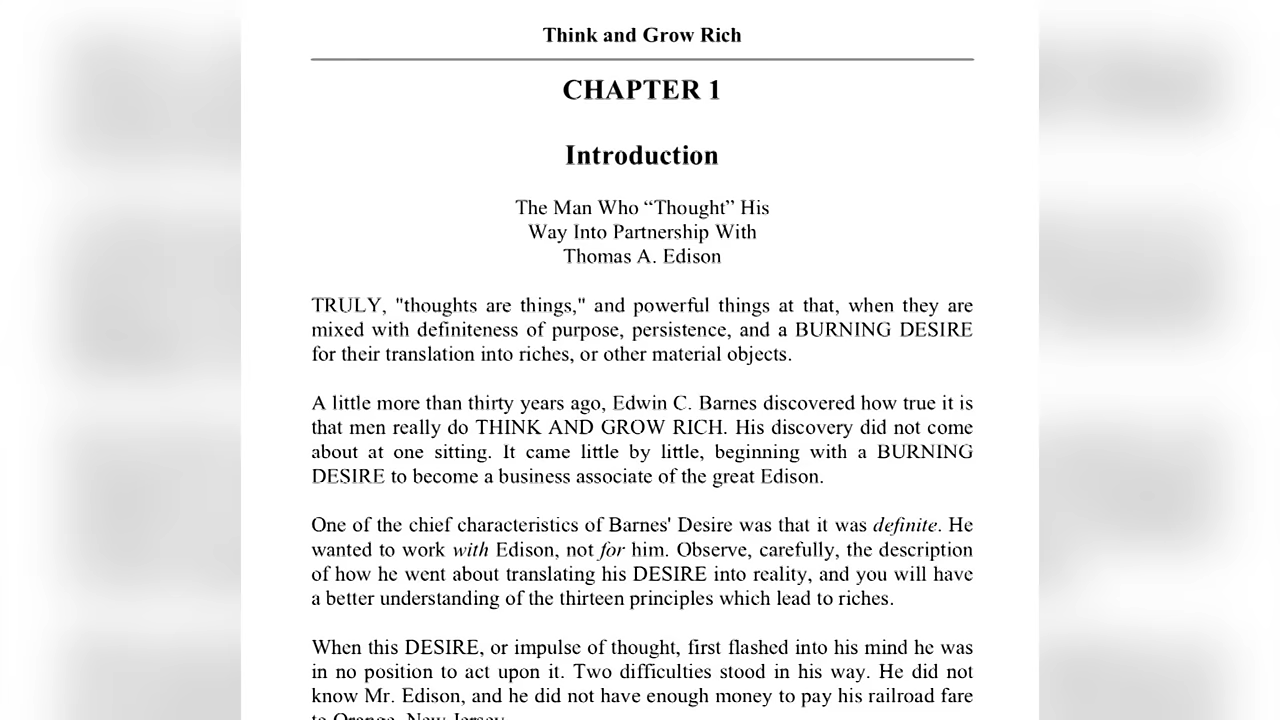 Think and Grow Rich
CHAPTER 1
Introduction
The Man Who “Thought” His
Way Into Partnership With
Thomas A. Edison
TRULY, "thoughts are things," and powerful things at that, when they are
mixed with definiteness of purpose, persistence, and a BURNING DESIRE
for their translation into riches, or other material objects.
A little more than thirty years ago, Edwin C. Barnes discovered how true it is
that men really do THINK AND GROW RICH. His discovery did not come
about at one sitting. It came little by little, beginning with a BURNING
DESIRE to become a business associate of the great Edison.
One of the chief characteristics of Barnes' Desire was that it was definite. He
wanted to work with Edison, not for him. Observe, carefully, the description
of how he went about translating his DESIRE into reality, and you will have
a better understanding of the thirteen principles which lead to riches.
When this DESIRE, or impulse of thought, first flashed into his mind he was
in no position to act upon it. Two difficulties stood in his way. He did not
know Mr. Edison, and he did not have enough money to pay his railroad fare
to Orange, New Jersey.